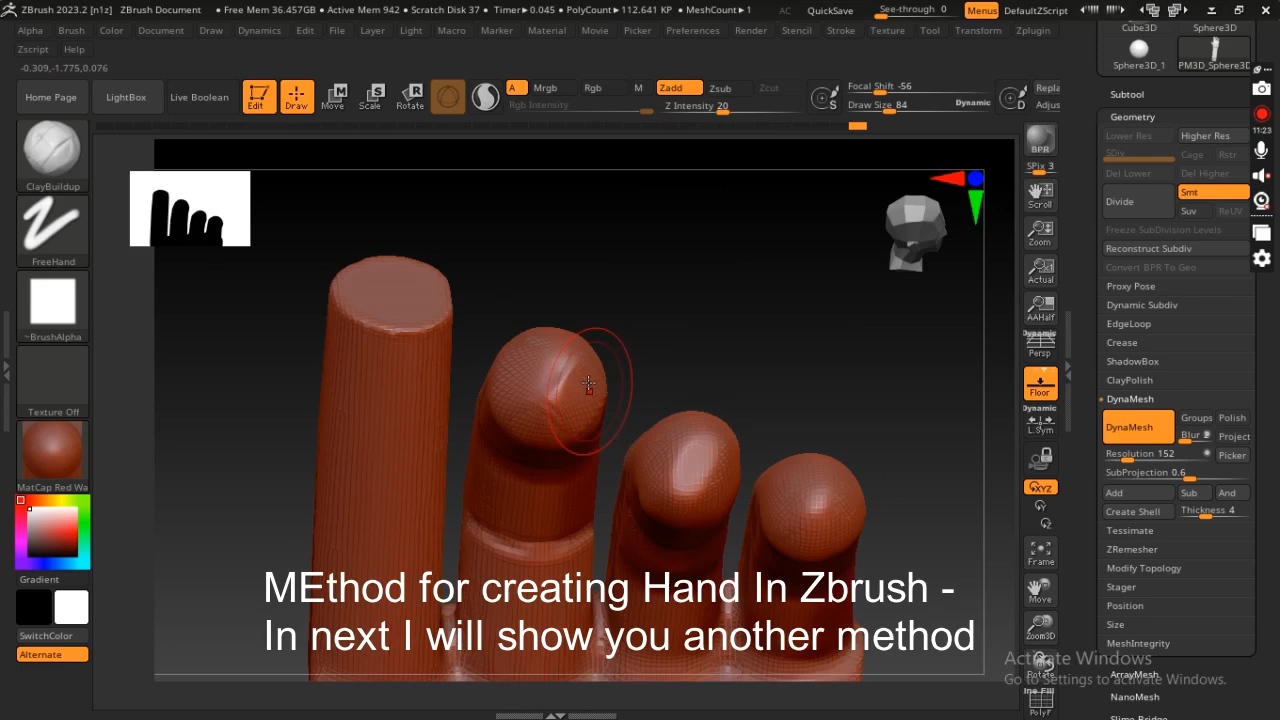 ZBrush 2023.2 [n1z] ZBrush Document • Free Mem 36.457GB • Active Mem 942 • Scratch Disk 37 • Timer▸0.045 • PolyCount▸112.641 KP • MeshCount▸1 AC QuickSave See-through 0 Menus DefaultZScript
Alpha Brush Color Document Draw Dynamics Edit File Layer Light Macro Marker Material Movie Picker Preferences Render Stencil Stroke Texture Tool Transform Zplugin
Zscript Help
-0.309,-1.775,0.076
Home Page LightBox Live Boolean Edit Draw Move Scale Rotate A Mrgb Rgb M Zadd Zsub Zcut Focal Shift -56 Repla
Rgb Intensity Z Intensity 20 Draw Size 84 Dynamic S D Adjus
ClayBuildup
FreeHand
~BrushAlpha
Texture Off
MatCap Red Wa
Gradient
SwitchColor
Alternate
BPR
SPix 3
Scroll
Zoom
Actual
AAHalf
Dynamic
Persp
Floor
Dynamic
L.Sym
XYZ
Y
Z
Frame
Move
Zoom3D
Rotate
Line Fill
PolyF
Cube3D Sphere3D
Sphere3D_1 PM3D_Sphere3D
Subtool
Geometry
Lower Res Higher Res
SDiv Cage Rstr
Del Lower Del Higher
Divide Smt
Suv ReUV
Freeze SubDivision Levels
Reconstruct Subdiv
Convert BPR To Geo
Proxy Pose
Dynamic Subdiv
EdgeLoop
Crease
ShadowBox
ClayPolish
DynaMesh
DynaMesh Groups Polish
Blur 2 Project
Resolution 152 Picker
SubProjection 0.6
Add Sub And
Create Shell Thickness 4
Tessimate
ZRemesher
Modify Topology
Stager
Position
Size
MeshIntegrity
ArrayMesh
NanoMesh
11:23
MEthod for creating Hand In Zbrush -
In next I will show you another method
Activate Windows
Go to Settings to activate Windows.